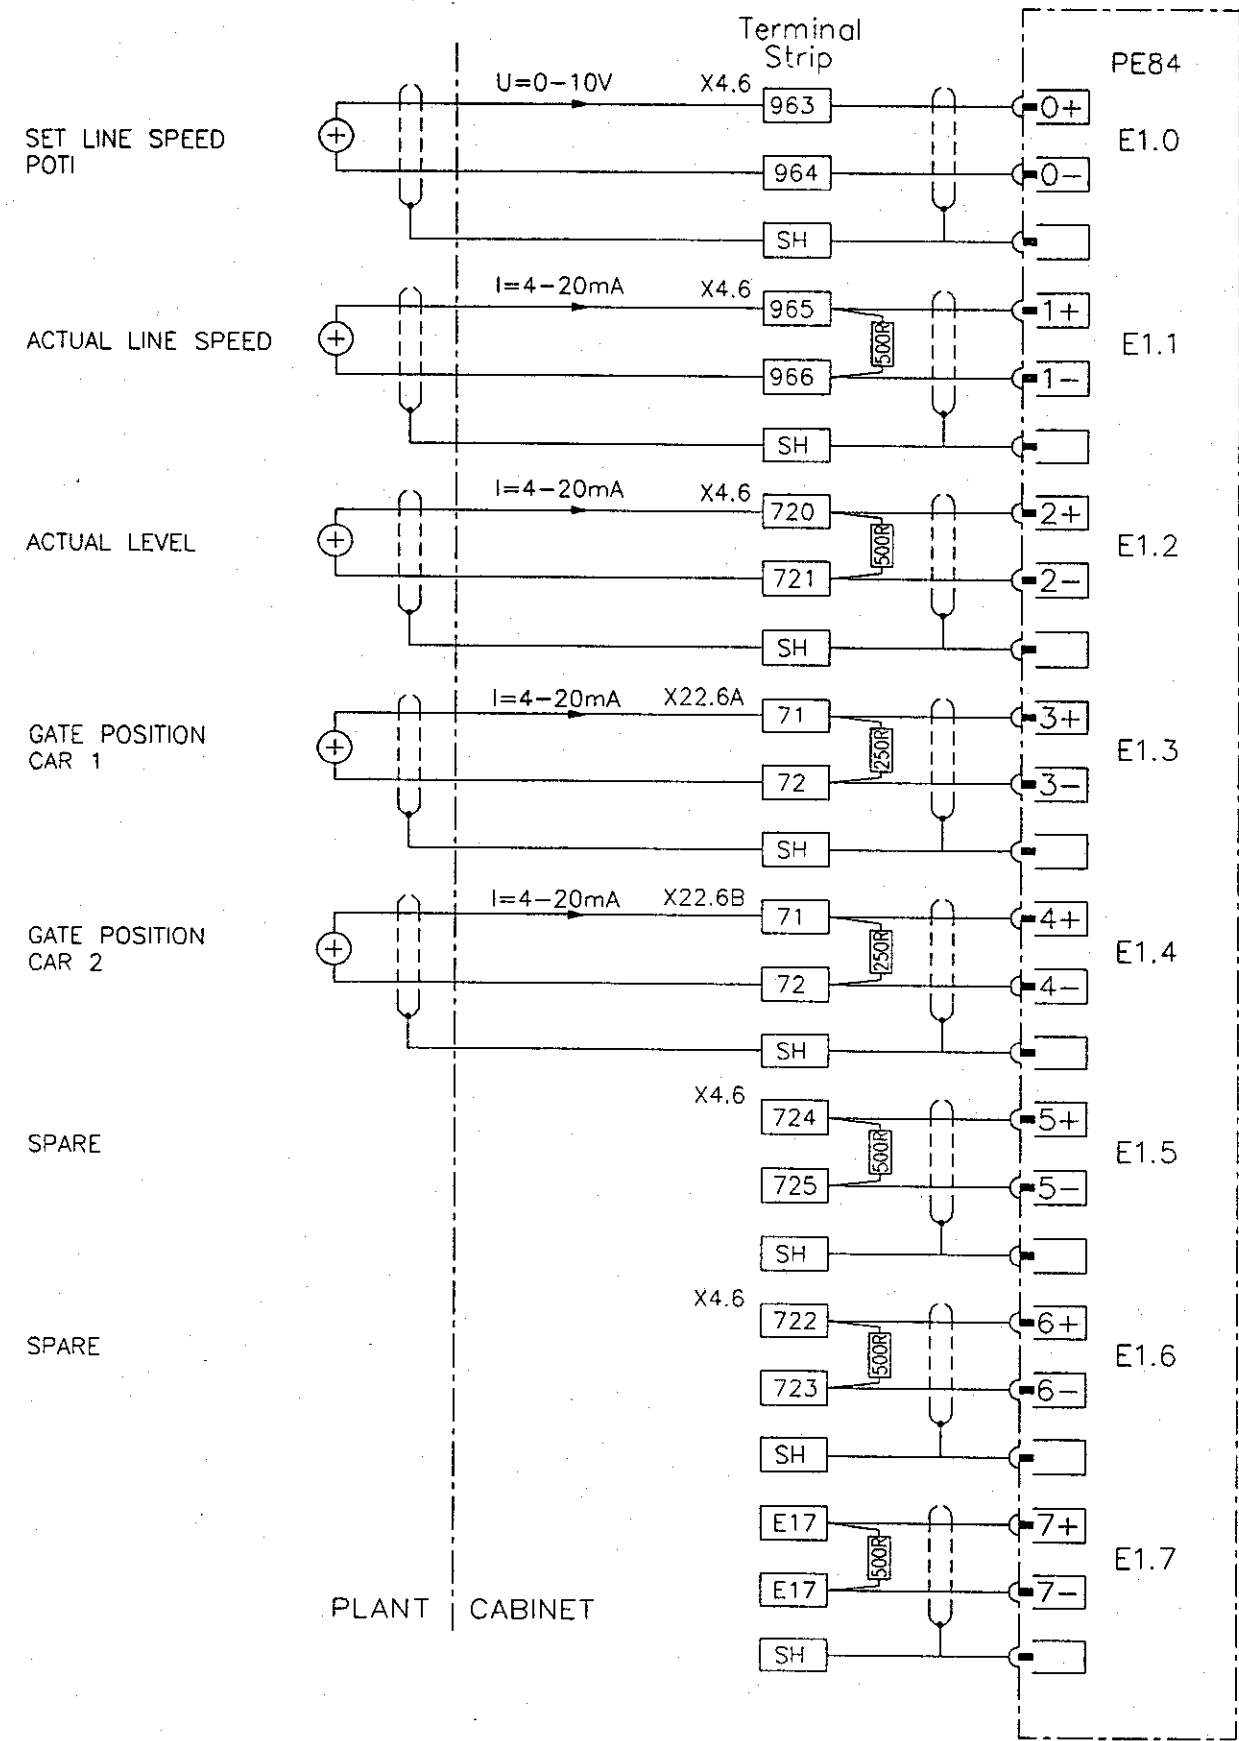 Terminal
Strip
PE84
SET LINE SPEED
POTI
U=0-10V
X4.6
963
0+
E1.0
964
0-
SH
ACTUAL LINE SPEED
I=4-20mA
X4.6
965
500R
1+
E1.1
966
1-
SH
ACTUAL LEVEL
I=4-20mA
X4.6
720
500R
2+
E1.2
721
2-
SH
GATE POSITION
CAR 1
I=4-20mA
X22.6A
71
250R
3+
E1.3
72
3-
SH
GATE POSITION
CAR 2
I=4-20mA
X22.6B
71
250R
4+
E1.4
72
4-
SH
SPARE
X4.6
724
500R
5+
E1.5
725
5-
SH
SPARE
X4.6
722
500R
6+
E1.6
723
6-
SH
E17
500R
7+
E1.7
E17
7-
SH
PLANT
CABINET